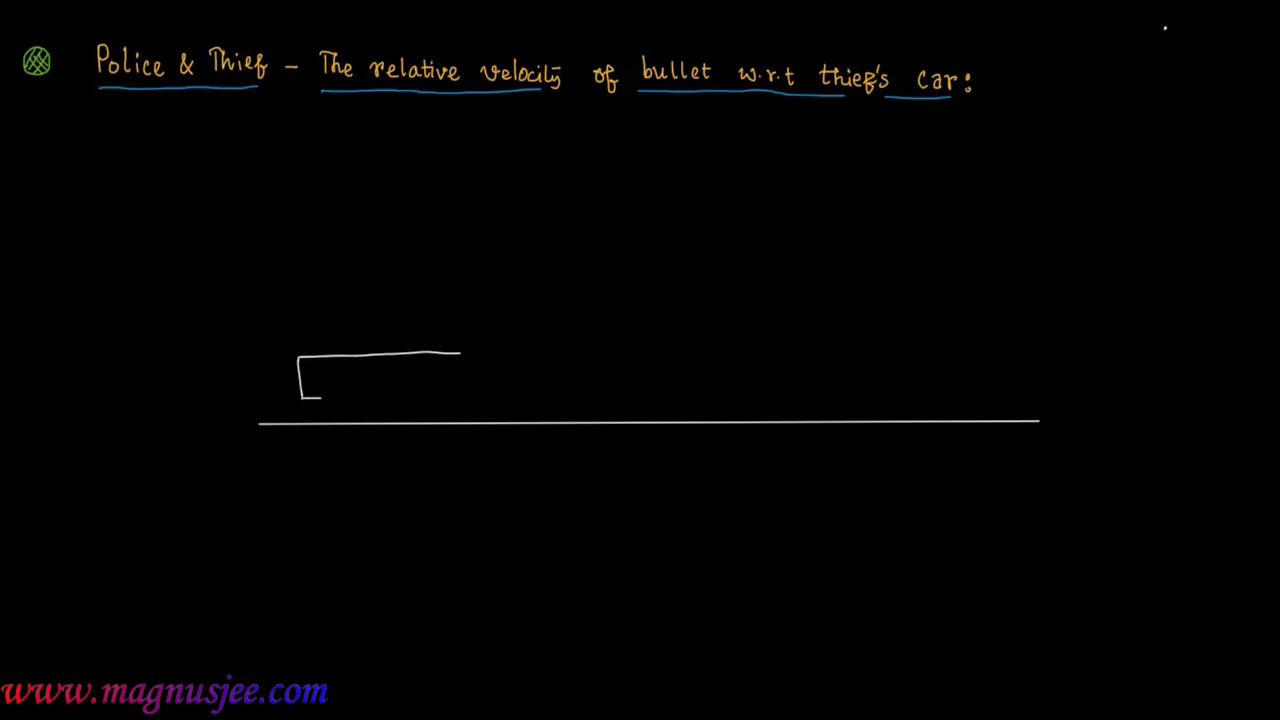 Police & Thief - The relative velocity of bullet w.r.t thief's car:
www.magnusjee.com